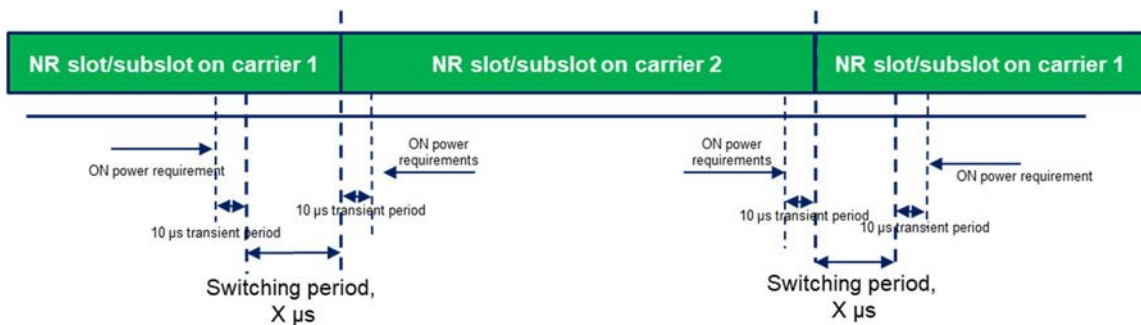 NR slot/subslot on carrier 1
NR slot/subslot on carrier 2
NR slot/subslot on carrier 1
ON power requirement
ON power
requirements
ON power
requirements
ON power requirement
10 µs transient period
10 µs transient period
10 µs transient period
10 µs transient period
Switching period,
X µs
Switching period,
X µs